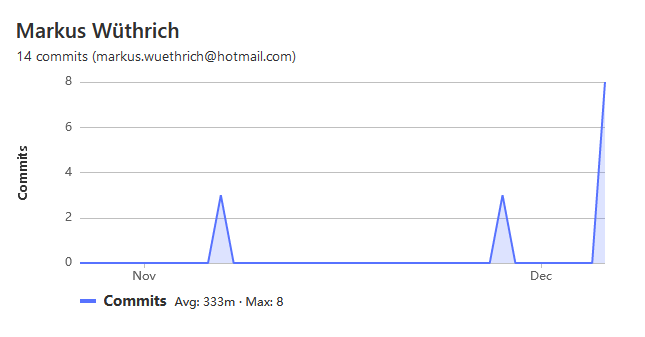 Markus Wüthrich
14 commits (markus.wuethrich@hotmail.com)
Commits
8
6
4
2
0
Nov
Dec
Commits Avg: 333m · Max: 8